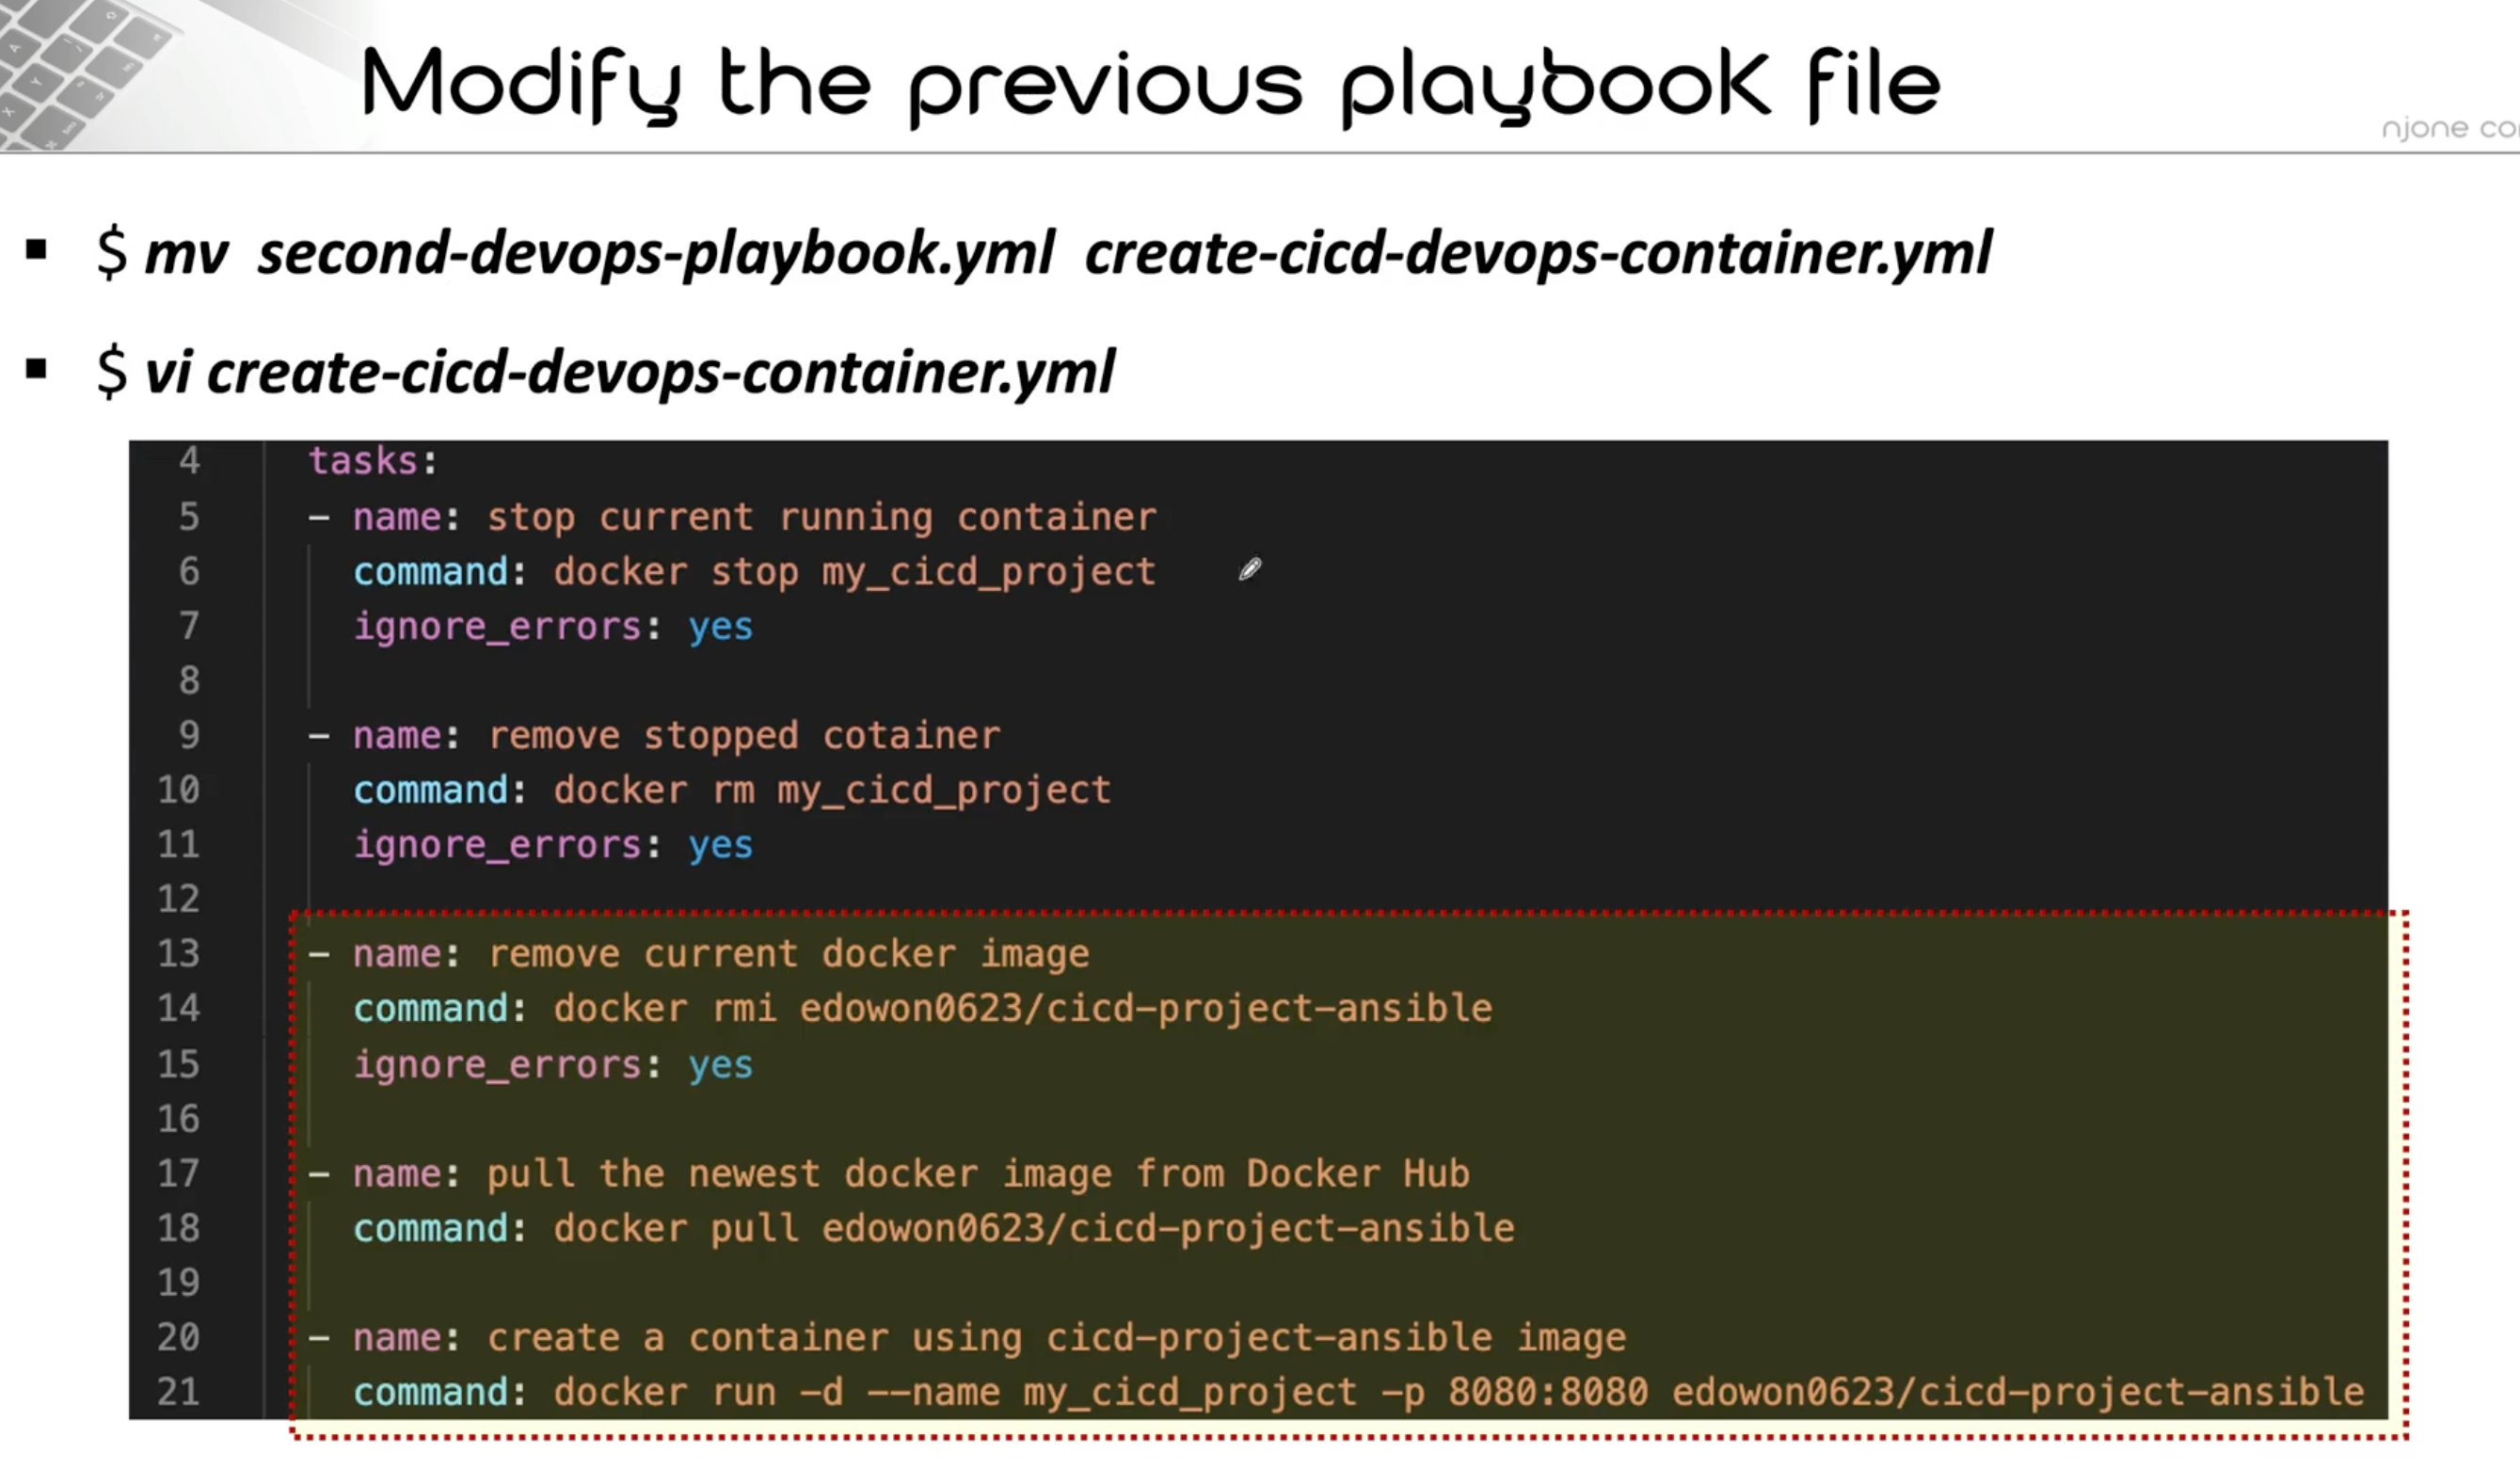 Modify the previous playbook file
njone
▪ $ mv second-devops-playbook.yml create-cicd-devops-container.yml
▪ $ vi create-cicd-devops-container.yml
4 tasks:
5 - name: stop current running container
6 command: docker stop my_cicd_project
7 ignore_errors: yes
8
9 - name: remove stopped cotainer
10 command: docker rm my_cicd_project
11 ignore_errors: yes
12
13 - name: remove current docker image
14 command: docker rmi edowon0623/cicd-project-ansible
15 ignore_errors: yes
16
17 - name: pull the newest docker image from Docker Hub
18 command: docker pull edowon0623/cicd-project-ansible
19
20 - name: create a container using cicd-project-ansible image
21 command: docker run -d --name my_cicd_project -p 8080:8080 edowon0623/cicd-project-ansible